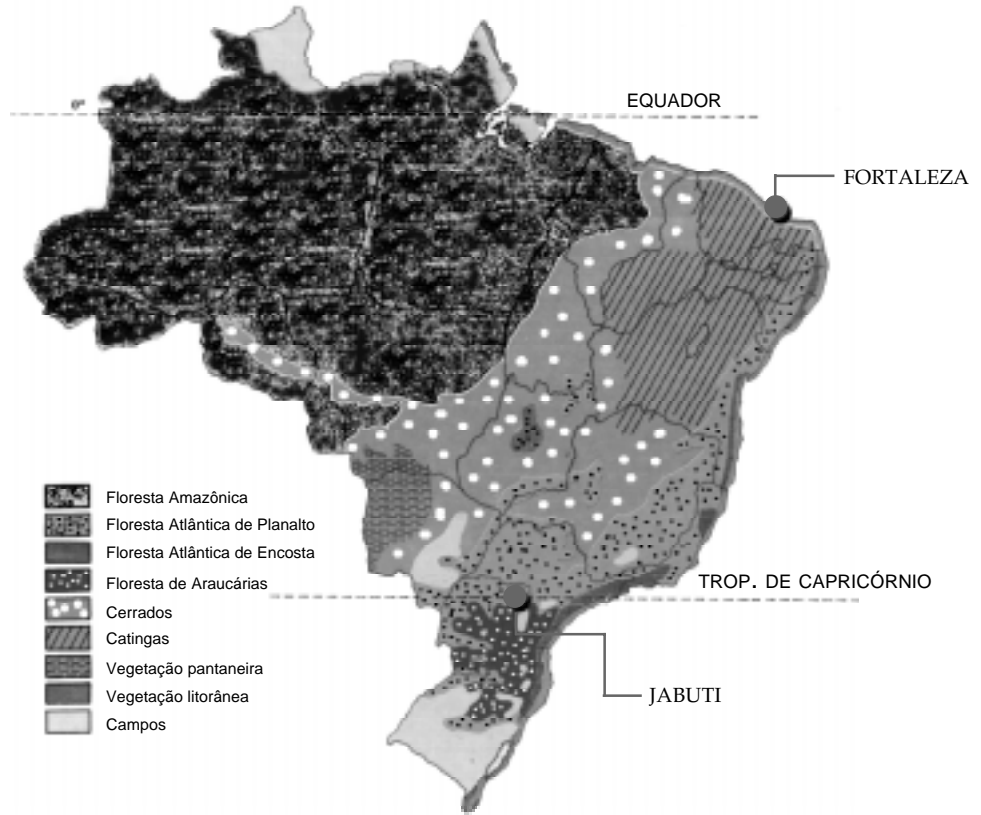 0º
EQUADOR
FORTALEZA
Floresta Amazônica
Floresta Atlântica de Planalto
Floresta Atlântica de Encosta
Floresta de Araucárias
Cerrados
Catingas
Vegetação pantaneira
Vegetação litorânea
Campos
TROP. DE CAPRICÓRNIO
JABUTI